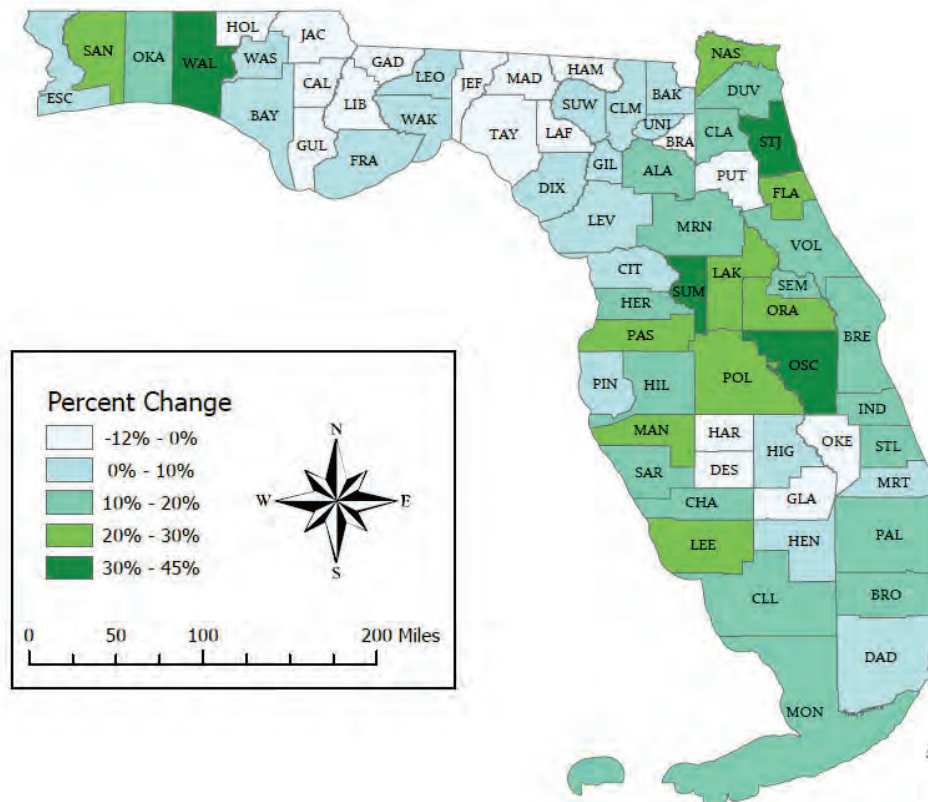 HOL
JAC
SAN
OKA
WAL
WAS
GAD
LEO
JEF
MAD
HAM
NAS
ESC
CAL
LIB
BAY
WAK
SUW
CLM
BAK
DUV
UNI
BRA
CLA
STJ
TAY
LAF
GUL
FRA
GIL
ALA
PUT
DIX
FLA
LEV
MRN
VOL
CIT
SUM
LAK
SEM
HER
ORA
PAS
BRE
OSC
PIN
HIL
POL
IND
MAN
HAR
HIG
OKE
STL
SAR
DES
MRT
GLA
CHA
LEE
HEN
PAL
CLL
BRO
DAD
MON
Percent Change
-12% - 0%
0% - 10%
10% - 20%
20% - 30%
30% - 45%
N
W
E
S
0 50 100 200 Miles